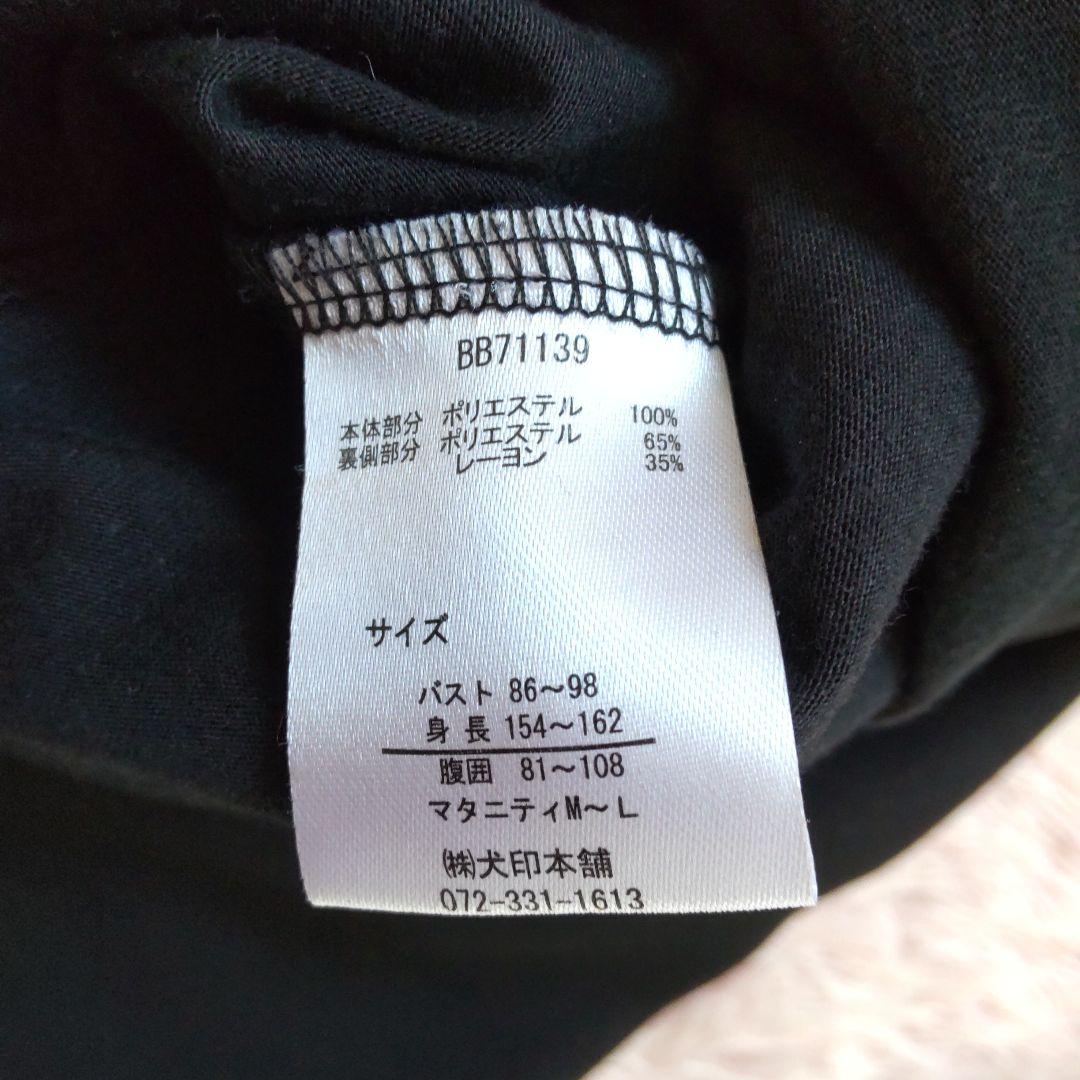 BB71139
本体部分 ポリエステル 100%
裏側部分 ポリエステル 65%
レーヨン 35%
サイズ
バスト 86～98
身長 154～162
腹囲 81～108
マタニティM～L
㈱犬印本舗
072-331-1613